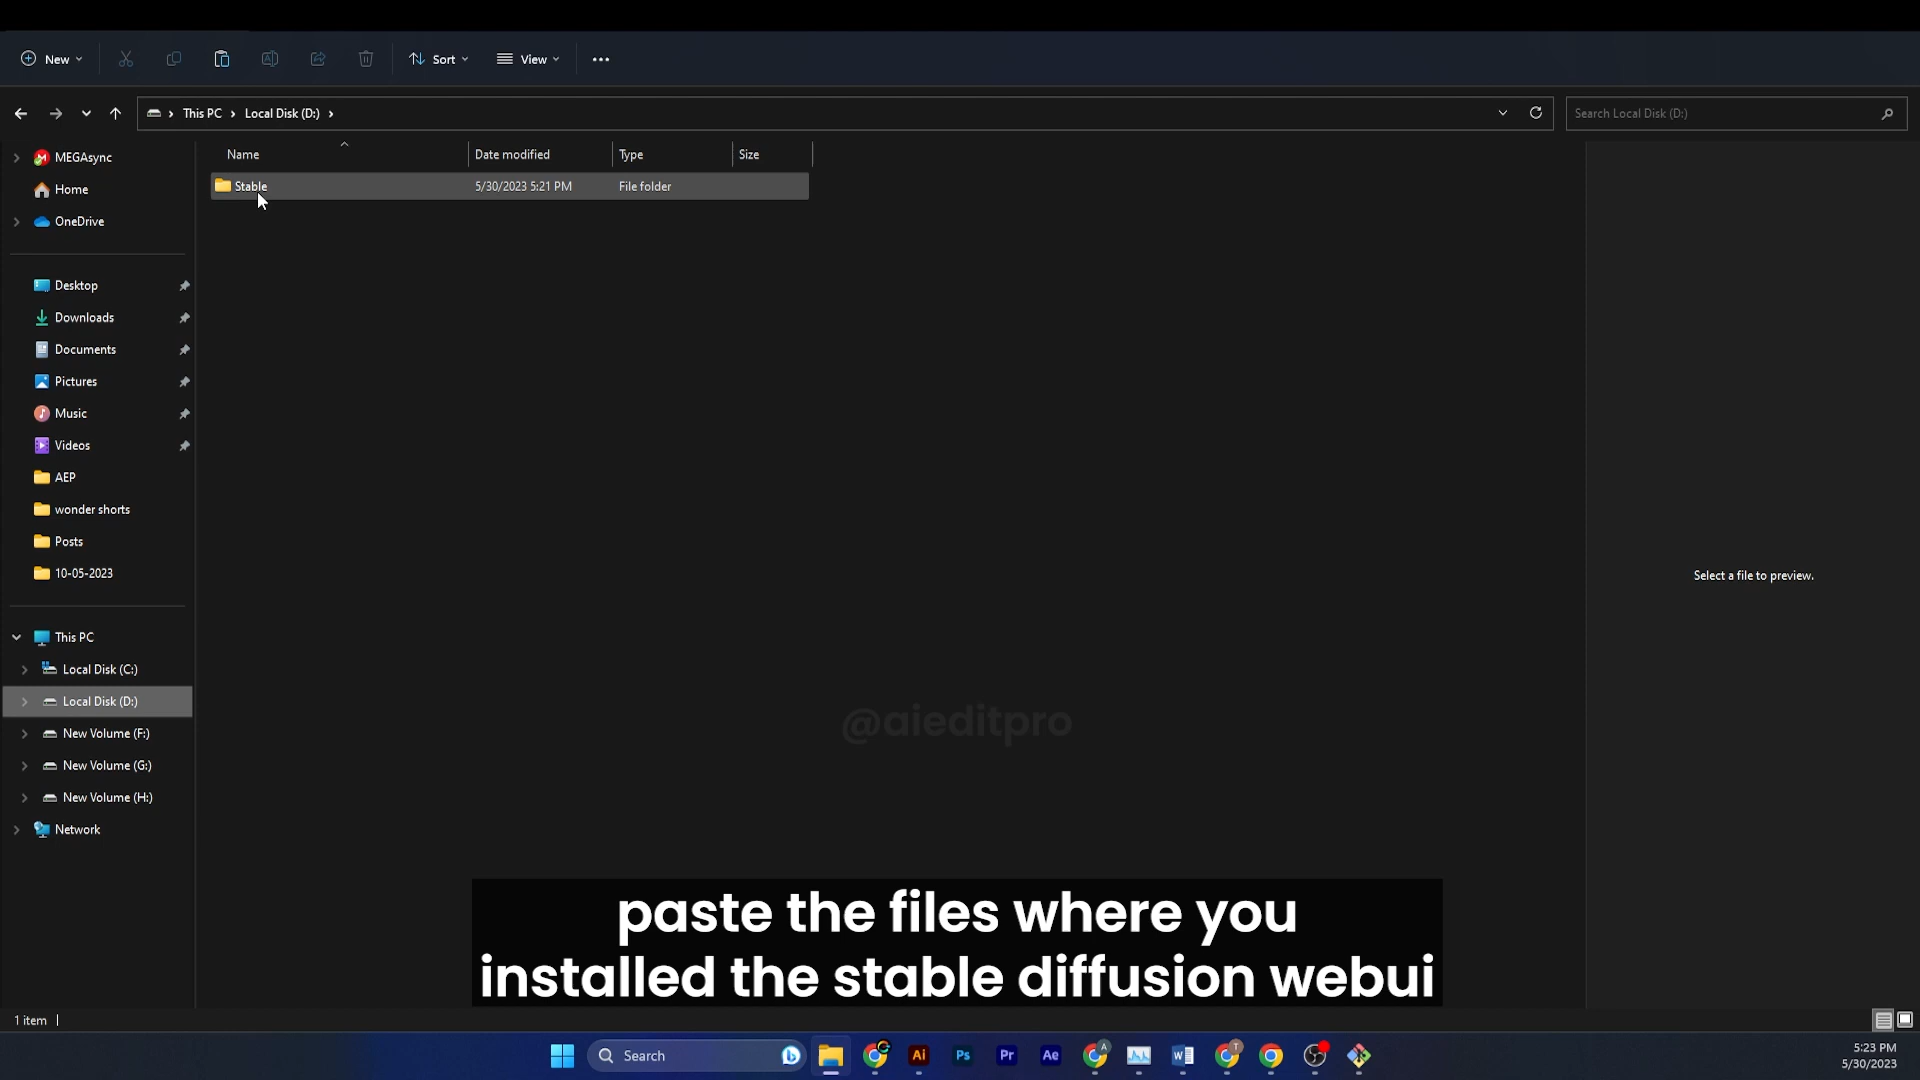 New
Sort
View
This PC
Local Disk (D:)
Search Local Disk (D:)
Name
Date modified
Type
Size
Stable
5/30/2023 5:21 PM
File folder
MEGAsync
Home
OneDrive
Desktop
Downloads
Documents
Pictures
Music
Videos
AEP
wonder shorts
Posts
10-05-2023
This PC
Local Disk (C:)
Local Disk (D:)
New Volume (F:)
New Volume (G:)
New Volume (H:)
Network
Select a file to preview.
@aieditpro
paste the files where you
installed the stable diffusion webui
1 item
Search
Ai
Ps
Pr
Ae
A
W
T
5:23 PM
5/30/2023